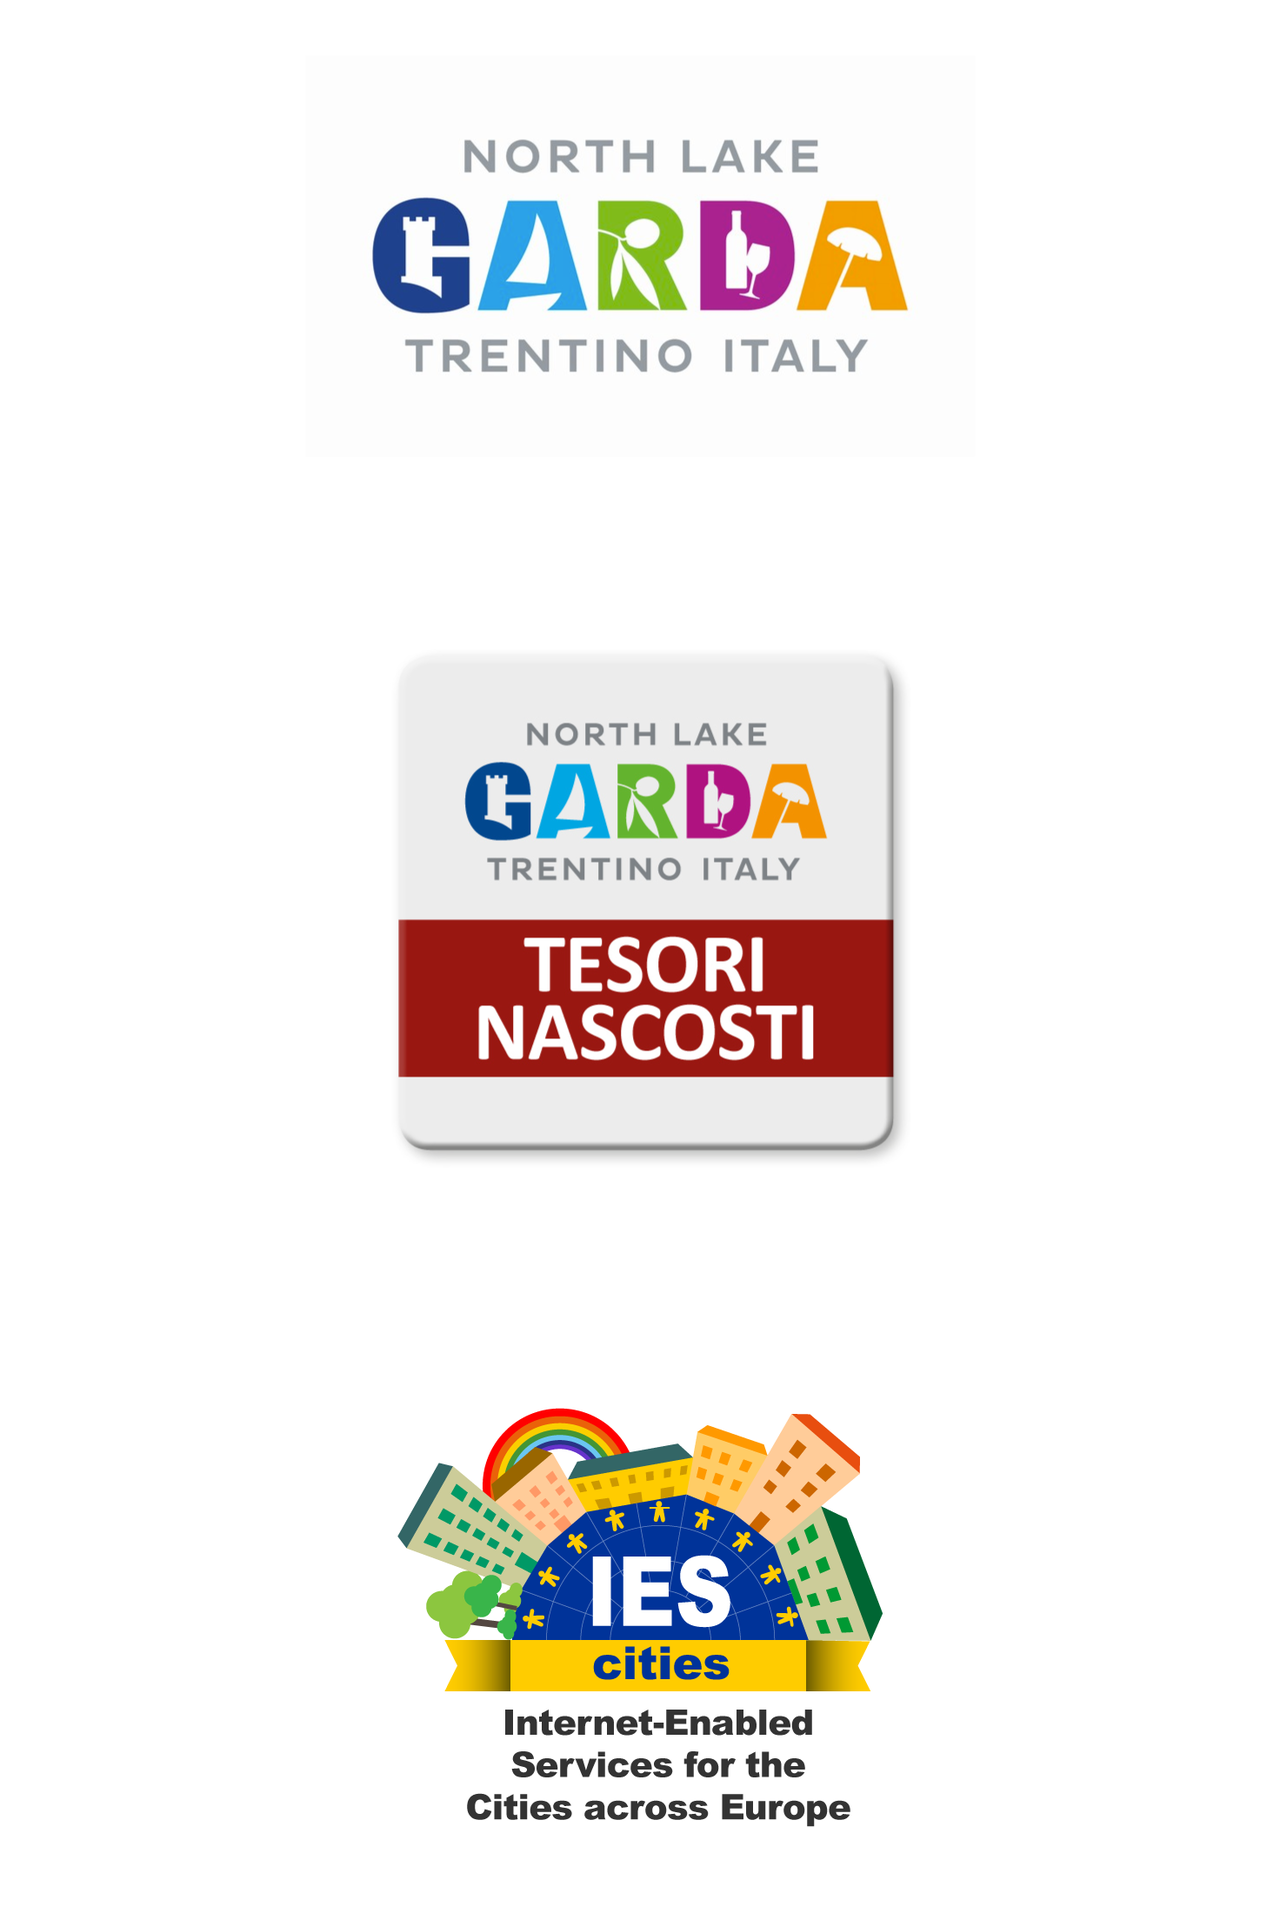 NORTH LAKE
GARDA
TRENTINO ITALY
NORTH LAKE
GARDA
TRENTINO ITALY
TESORI
NASCOSTI
IES
cities
Internet-Enabled
Services for the
Cities across Europe